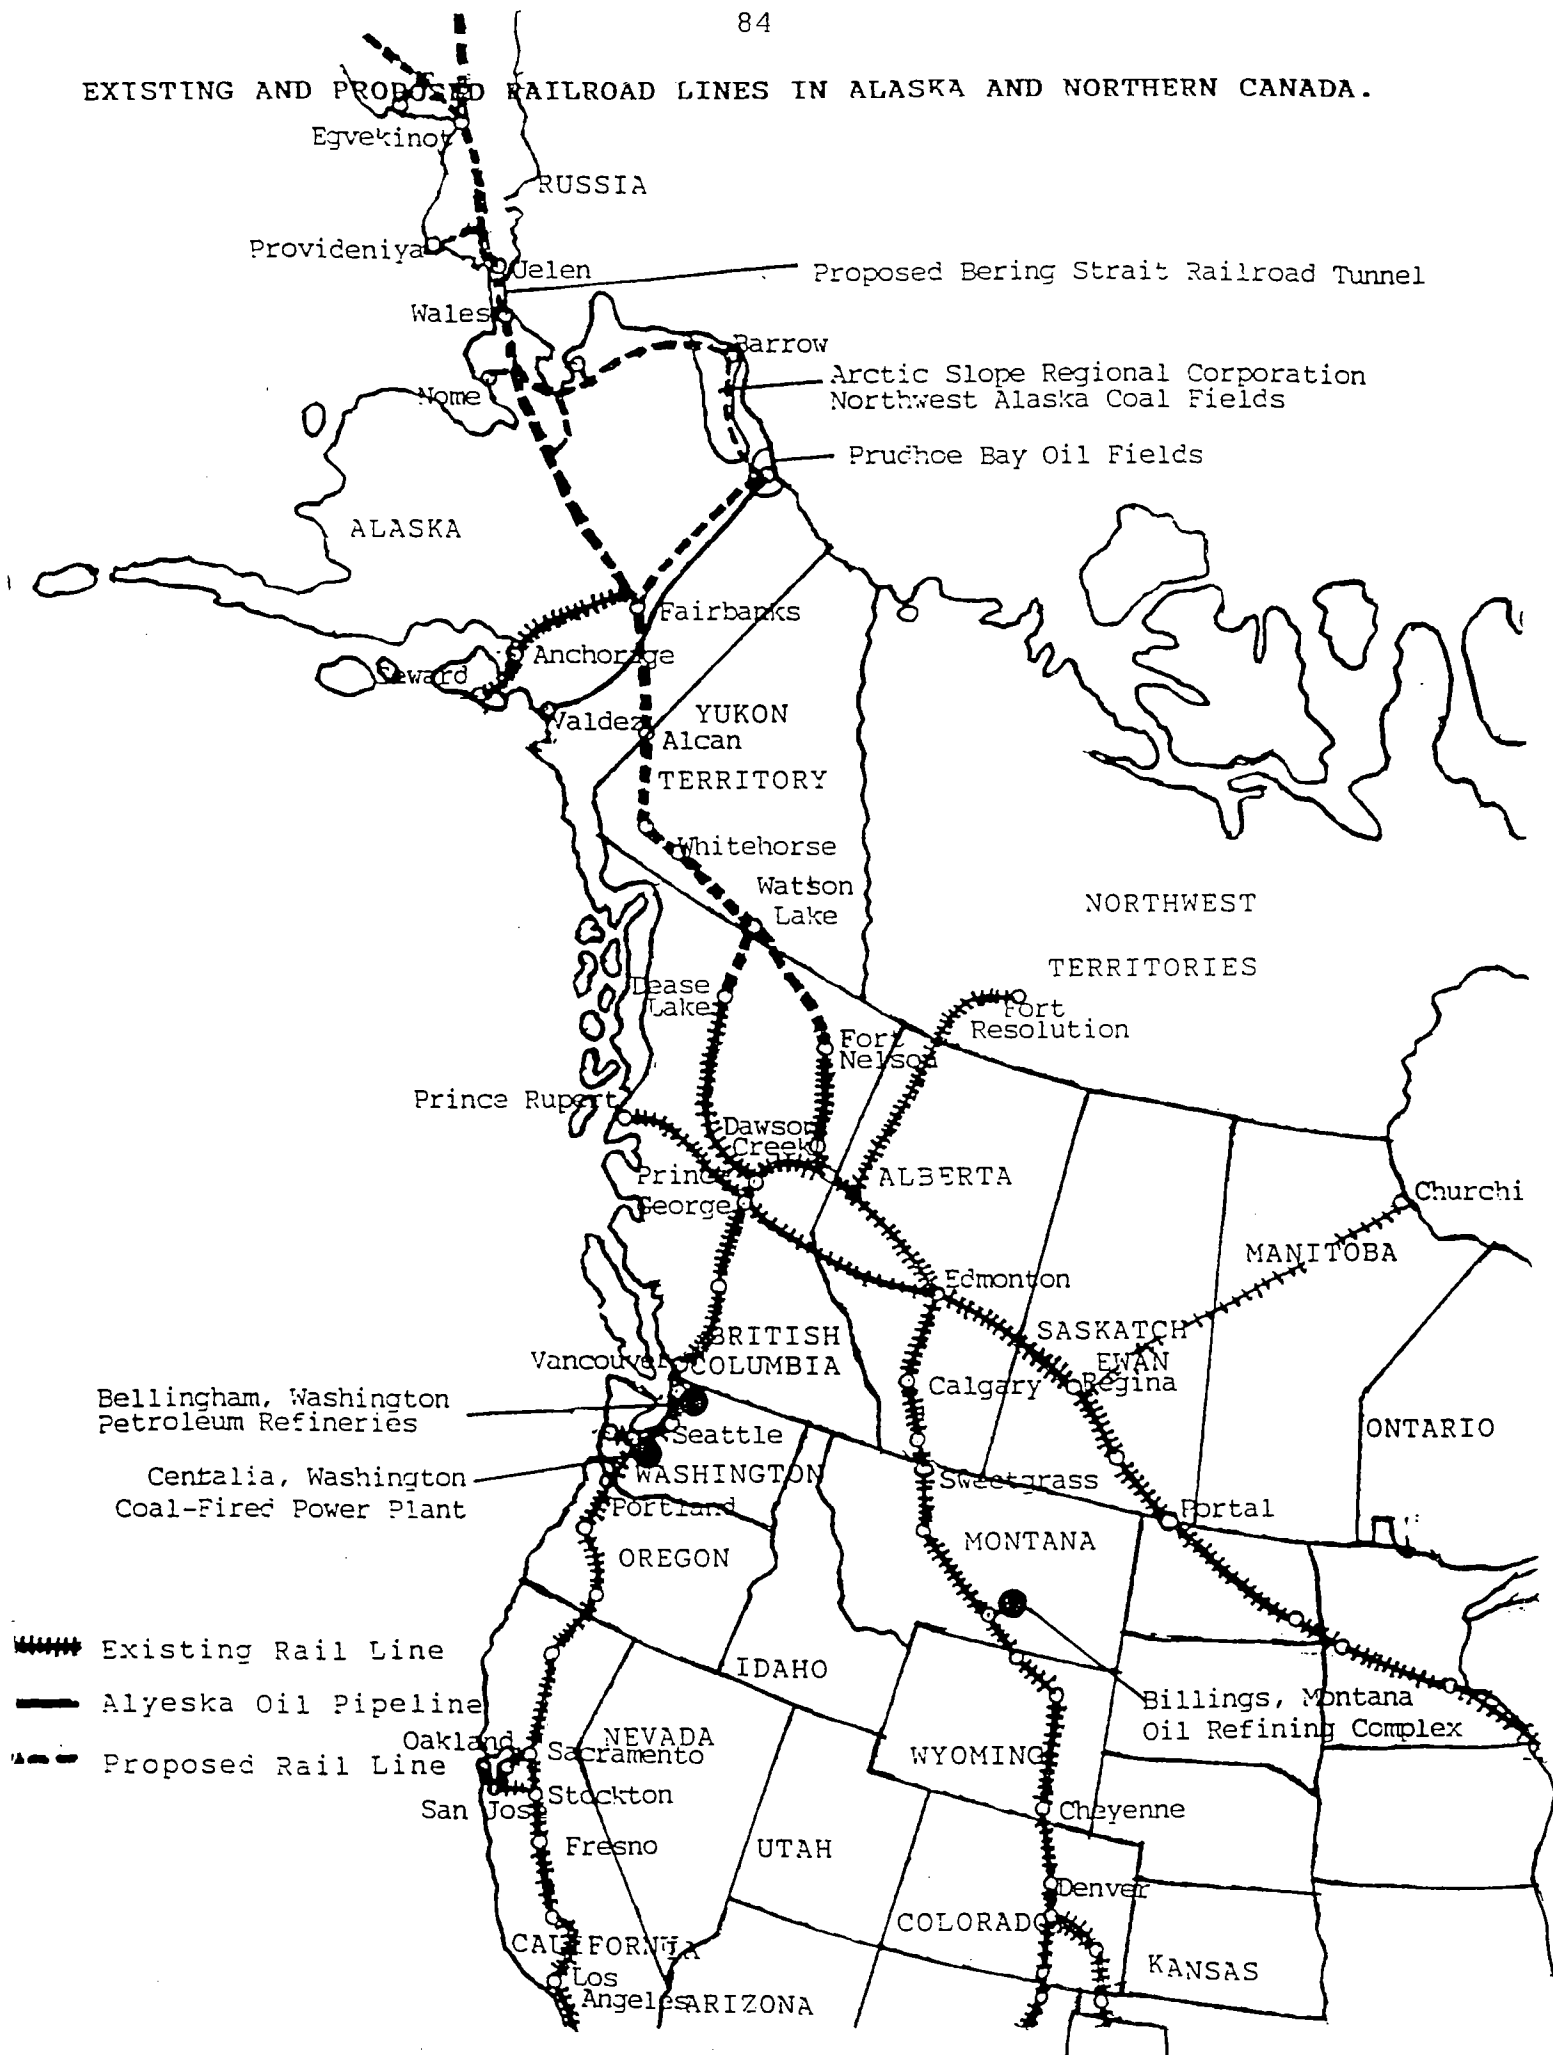 84
EXISTING AND PROPOSED RAILROAD LINES IN ALASKA AND NORTHERN CANADA.
Egvekinot
RUSSIA
Provideniya
Uelen
Proposed Bering Strait Railroad Tunnel
Wales
Barrow
Arctic Slope Regional Corporation
Northwest Alaska Coal Fields
Nome
Prudhoe Bay Oil Fields
ALASKA
Fairbanks
Anchorage
Seward
Valdez
YUKON
Alcan
TERRITORY
Whitehorse
Watson
Lake
NORTHWEST
TERRITORIES
Dease
Lake
Fort
Resolution
Fort
Nelson
Prince Rupert
Dawson
Creek
Prince
George
ALBERTA
Churchi
MANITOBA
Edmonton
SASKATCH
EWAN
BRITISH
COLUMBIA
Vancouver
Calgary
Regina
Bellingham, Washington
Petroleum Refineries
ONTARIO
Seattle
Centalia, Washington
Coal-Fired Power Plant
WASHINGTON
Sweetgrass
Portland
Portal
MONTANA
OREGON
Existing Rail Line
IDAHO
Alyeska Oil Pipeline
Billings, Montana
Oil Refining Complex
Oakland
NEVADA
Sacramento
WYOMING
Proposed Rail Line
Stockton
San Jose
Cheyenne
Fresno
UTAH
Denver
COLORADO
CALIFORNIA
KANSAS
Los
Angeles
ARIZONA